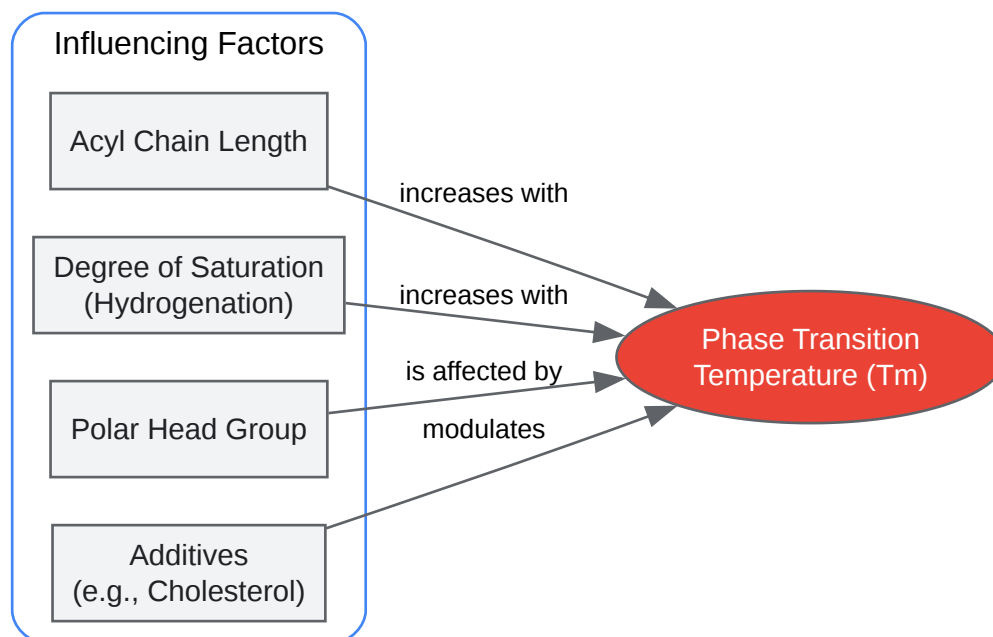 Influencing Factors
Acyl Chain Length
increases with
Degree of Saturation
(Hydrogenation)
increases with
Phase Transition
Temperature (Tm)
is affected by
Polar Head Group
modulates
Additives
(e.g., Cholesterol)